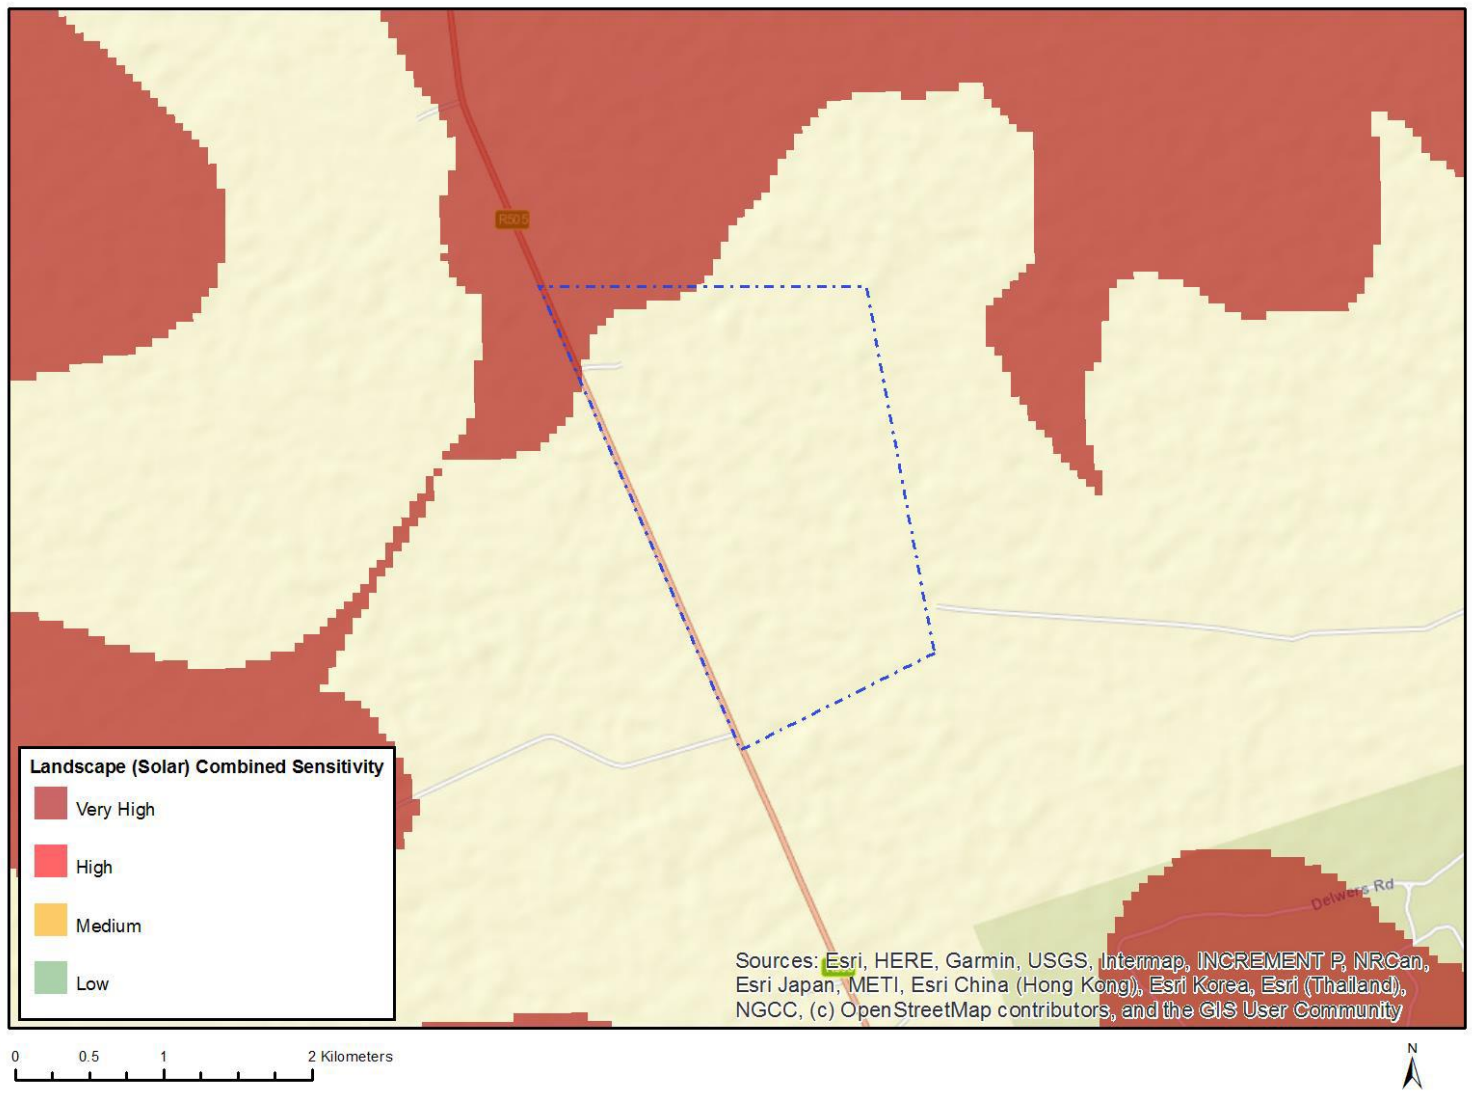 R505
Landscape (Solar) Combined Sensitivity
Very High
High
Medium
Low
Delwers Rd
Sources: Esri, HERE, Garmin, USGS, Intermap, INCREMENT P, NRCan,
Esri Japan, METI, Esri China (Hong Kong), Esri Korea, Esri (Thailand),
NGCC, (c) OpenStreetMap contributors, and the GIS User Community
0 0.5 1 2 Kilometers
N